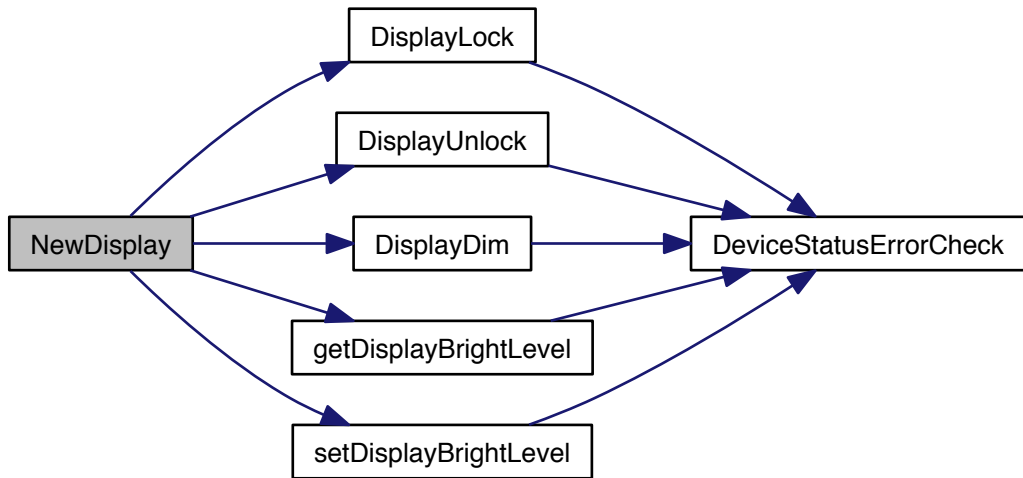 DisplayLock
DisplayUnlock
NewDisplay
DisplayDim
DeviceStatusErrorCheck
getDisplayBrightLevel
setDisplayBrightLevel